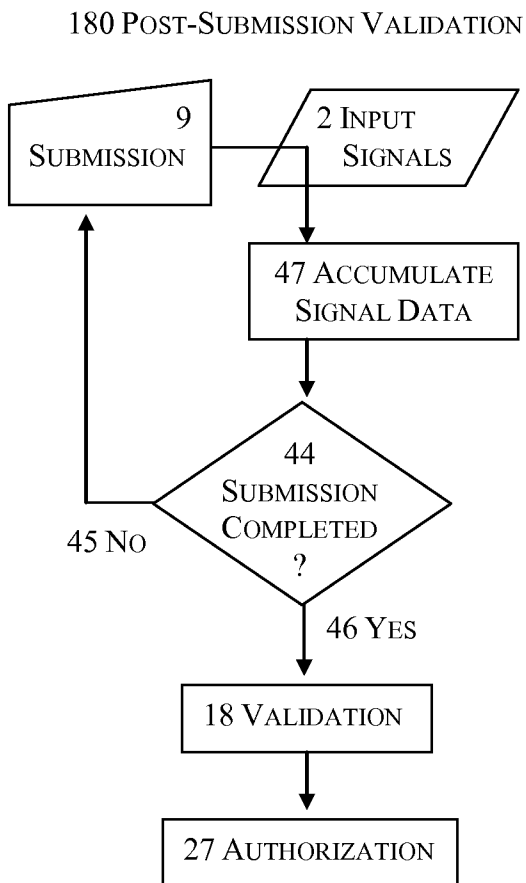 180 POST-SUBMISSION VALIDATION
9
SUBMISSION
2 INPUT
SIGNALS
47 ACCUMULATE
SIGNAL DATA
44
SUBMISSION
COMPLETED
?
45 NO
46 YES
18 VALIDATION
27 AUTHORIZATION